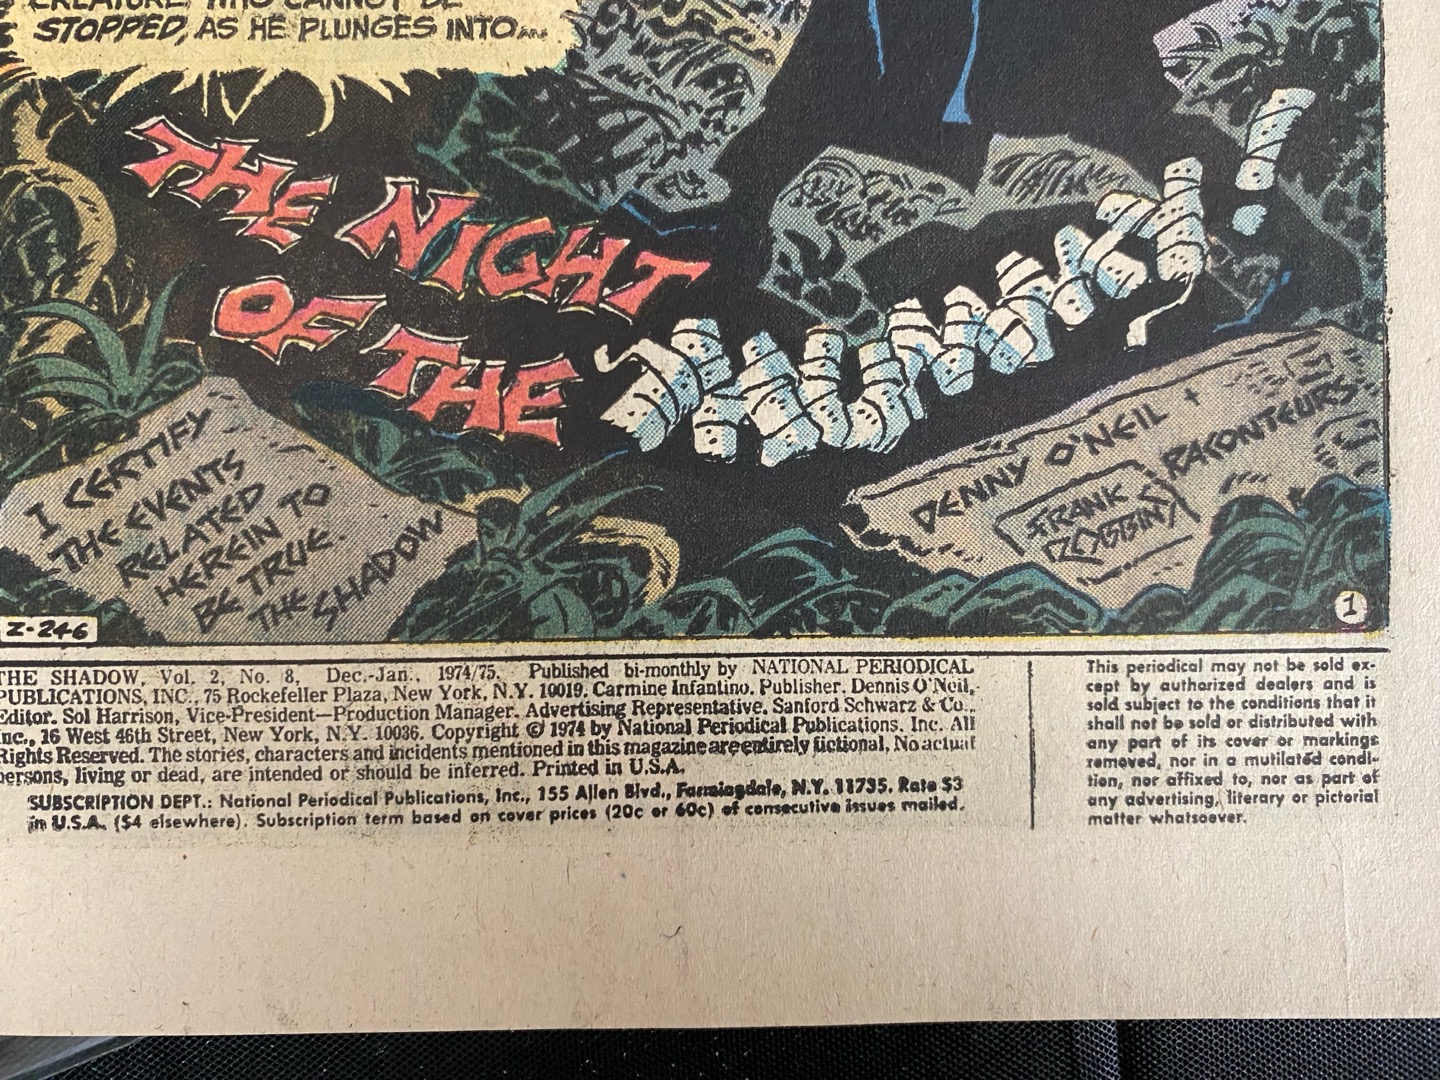 CREATURE, WHO CANNOT BE
STOPPED, AS HE PLUNGES INTO...
THE NIGHT
OF THE
MUMMY!
I CERTIFY
THE EVENTS
RELATED
HEREIN TO
BE TRUE.
THE SHADOW
DENNY O'NEIL +
FRANK
ROBBINS
RACONTEURS
Z-246
1
THE SHADOW, Vol. 2, No. 8, Dec.-Jan., 1974/75. Published bi-monthly by NATIONAL PERIODICAL
PUBLICATIONS, INC., 75 Rockefeller Plaza, New York, N.Y. 10019. Carmine Infantino. Publisher. Dennis O'Neil,
Editor. Sol Harrison, Vice-President—Production Manager. Advertising Representative. Sanford Schwarz & Co.,
Inc., 16 West 46th Street, New York, N.Y. 10036. Copyright © 1974 by National Periodical Publications. Inc. All
Rights Reserved. The stories, characters and incidents mentioned in this magazine are entirely fictional, No actual
persons, living or dead, are intended or should be inferred. Printed in U.S.A.
SUBSCRIPTION DEPT.: National Periodical Publications, Inc., 155 Allen Blvd., Farmingdale, N.Y. 11735. Rate $3
in U.S.A. ($4 elsewhere). Subscription term based on cover prices (20c or 60c) of consecutive issues mailed.
This periodical may not be sold ex-
cept by authorized dealers and is
sold subject to the conditions that it
shall not be sold or distributed with
any part of its cover or markings
removed, nor in a mutilated condi-
tion, nor affixed to, nor as part of
any advertising, literary or pictorial
matter whatsoever.